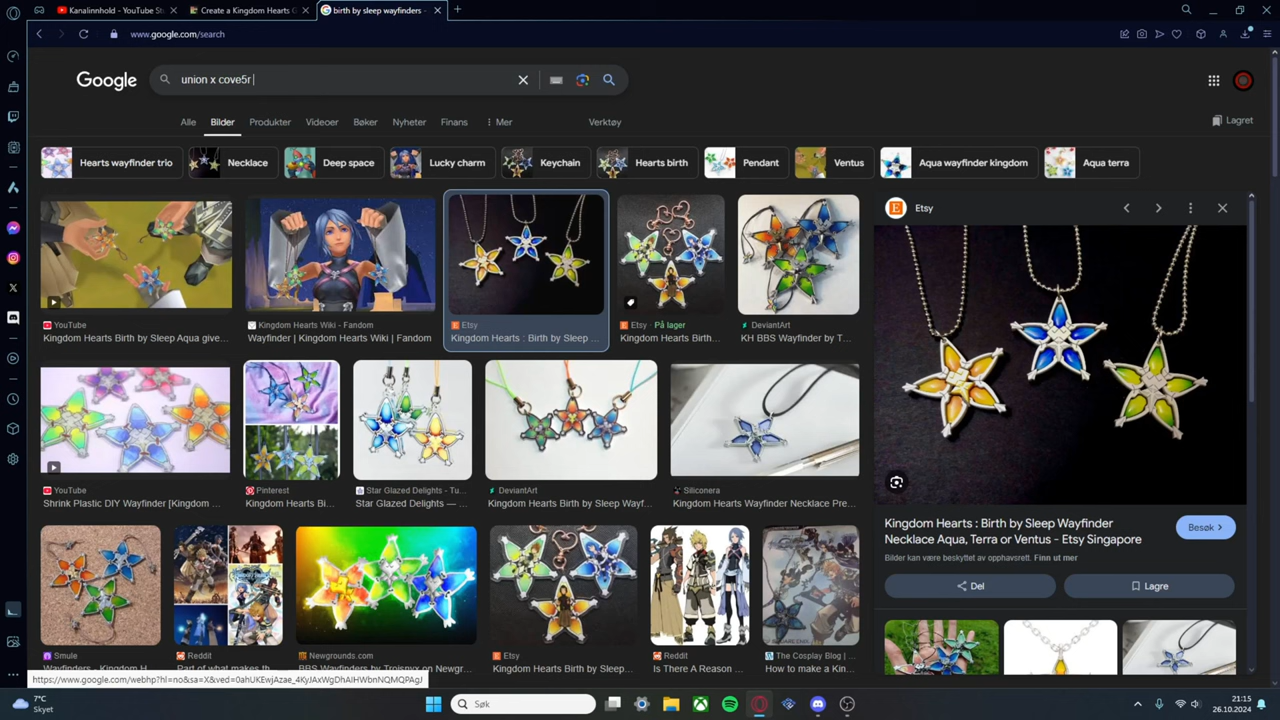 Kanalinnhold - YouTube St
Create a Kingdom Hearts G
birth by sleep wayfinders -
www.google.com/search
Google
union x cove5r
Alle
Bilder
Produkter
Videoer
Bøker
Nyheter
Finans
Mer
Verktøy
Lagret
Hearts wayfinder trio
Necklace
Deep space
Lucky charm
Keychain
Hearts birth
Pendant
Ventus
Aqua wayfinder kingdom
Aqua terra
YouTube
Kingdom Hearts Birth by Sleep Aqua give...
Kingdom Hearts Wiki - Fandom
Wayfinder | Kingdom Hearts Wiki | Fandom
Etsy
Kingdom Hearts : Birth by Sleep ...
Etsy · På lager
Kingdom Hearts Birth...
DeviantArt
KH BBS Wayfinder by T...
YouTube
Shrink Plastic DIY Wayfinder [Kingdom ...
Pinterest
Kingdom Hearts Bi...
Star Glazed Delights - Tu...
Star Glazed Delights — ...
DeviantArt
Kingdom Hearts Birth by Sleep Wayf...
Siliconera
Kingdom Hearts Wayfinder Necklace Pre...
Smule
Wayfinders - Kingdom H
Reddit
Part of what makes th
Newgrounds.com
BBS Wayfinders by Troisnyx on Newgr...
Etsy
Kingdom Hearts Birth by Sleep...
Reddit
Is There A Reason ...
The Cosplay Blog | ...
How to make a Kin...
Etsy
Kingdom Hearts : Birth by Sleep Wayfinder
Necklace Aqua, Terra or Ventus - Etsy Singapore
Besøk
Bilder kan være beskyttet av opphavsrett. Finn ut mer
Del
Lagre
https://www.google.com/webhp?hl=no&sa=X&ved=0ahUKEwjAzae_4KyJAxWgDhAIHWbnNQMQPAgJ
7°C
Skyet
Søk
21:15
26.10.2024